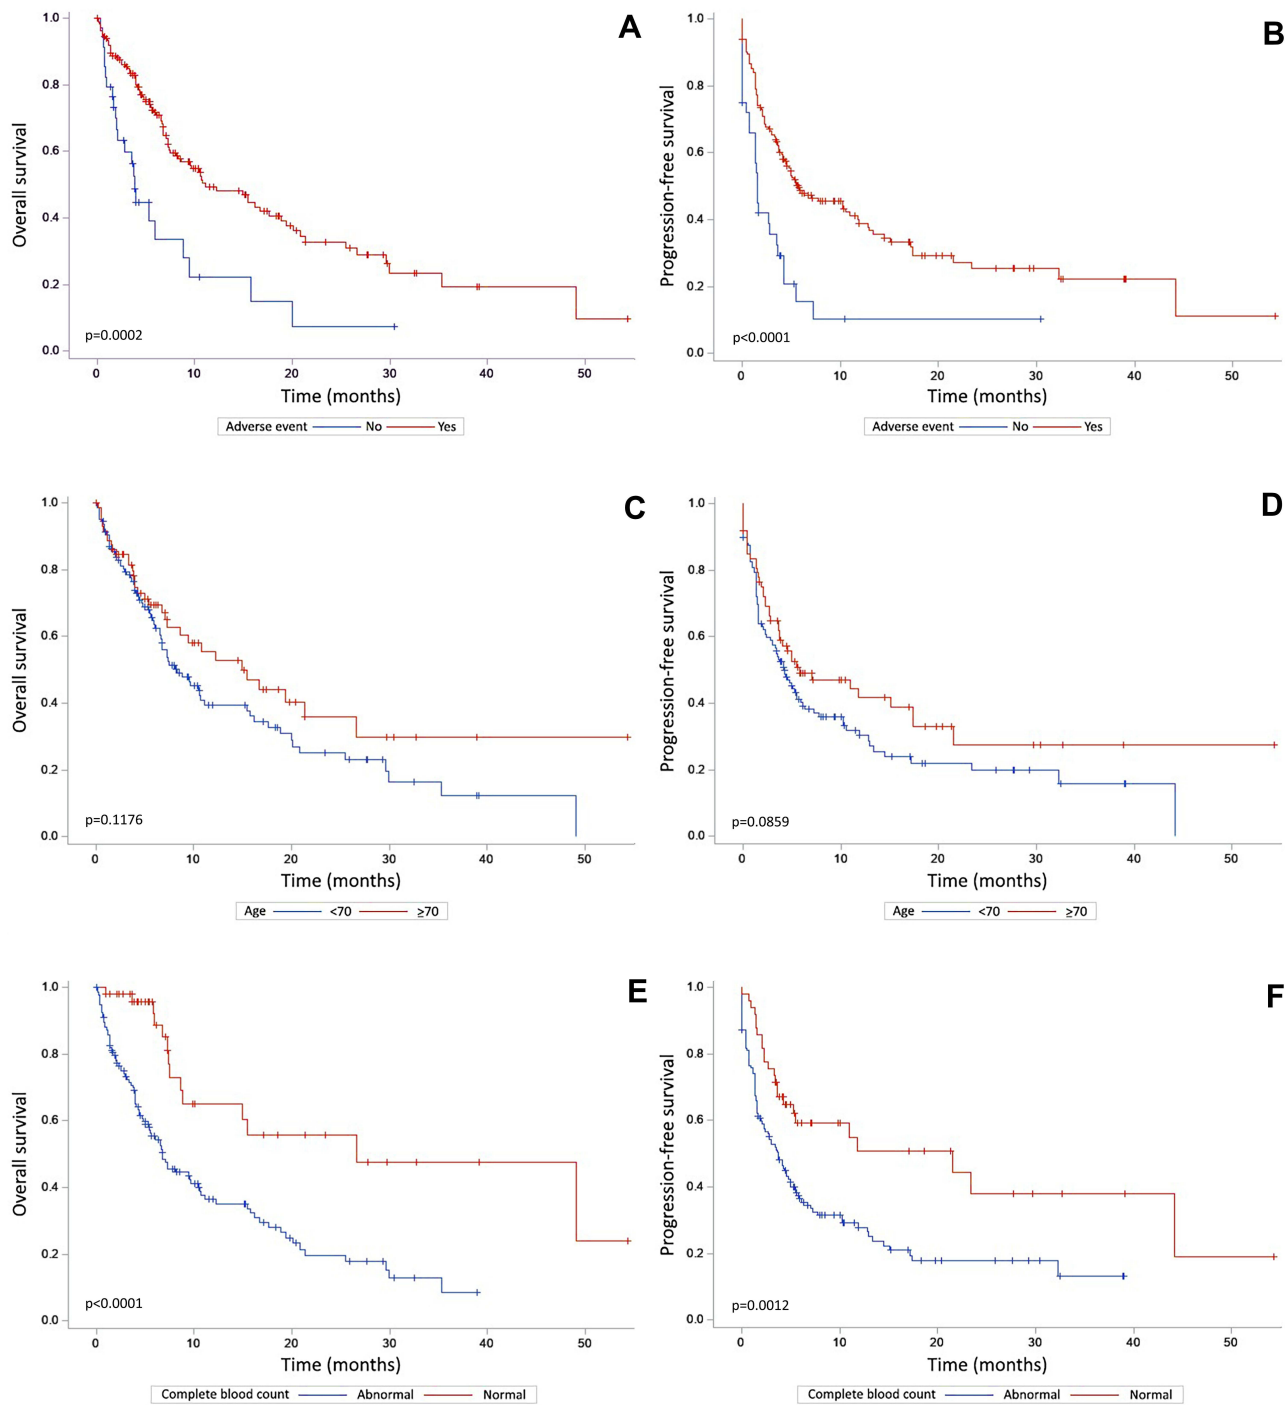 A
Overall survival
1.0
0.8
0.6
0.4
0.2
0.0
p=0.0002
0 10 20 30 40 50
Time (months)
Adverse event No Yes
B
Progression-free survival
1.0
0.8
0.6
0.4
0.2
0.0
p<0.0001
0 10 20 30 40 50
Time (months)
Adverse event No Yes
C
Overall survival
1.0
0.8
0.6
0.4
0.2
0.0
p=0.1176
0 10 20 30 40 50
Time (months)
Age <70 ≥70
D
Progression-free survival
1.0
0.8
0.6
0.4
0.2
0.0
p=0.0859
0 10 20 30 40 50
Time (months)
Age <70 ≥70
E
Overall survival
1.0
0.8
0.6
0.4
0.2
0.0
p<0.0001
0 10 20 30 40 50
Time (months)
Complete blood count Abnormal Normal
F
Progression-free survival
1.0
0.8
0.6
0.4
0.2
0.0
p=0.0012
0 10 20 30 40 50
Time (months)
Complete blood count Abnormal Normal